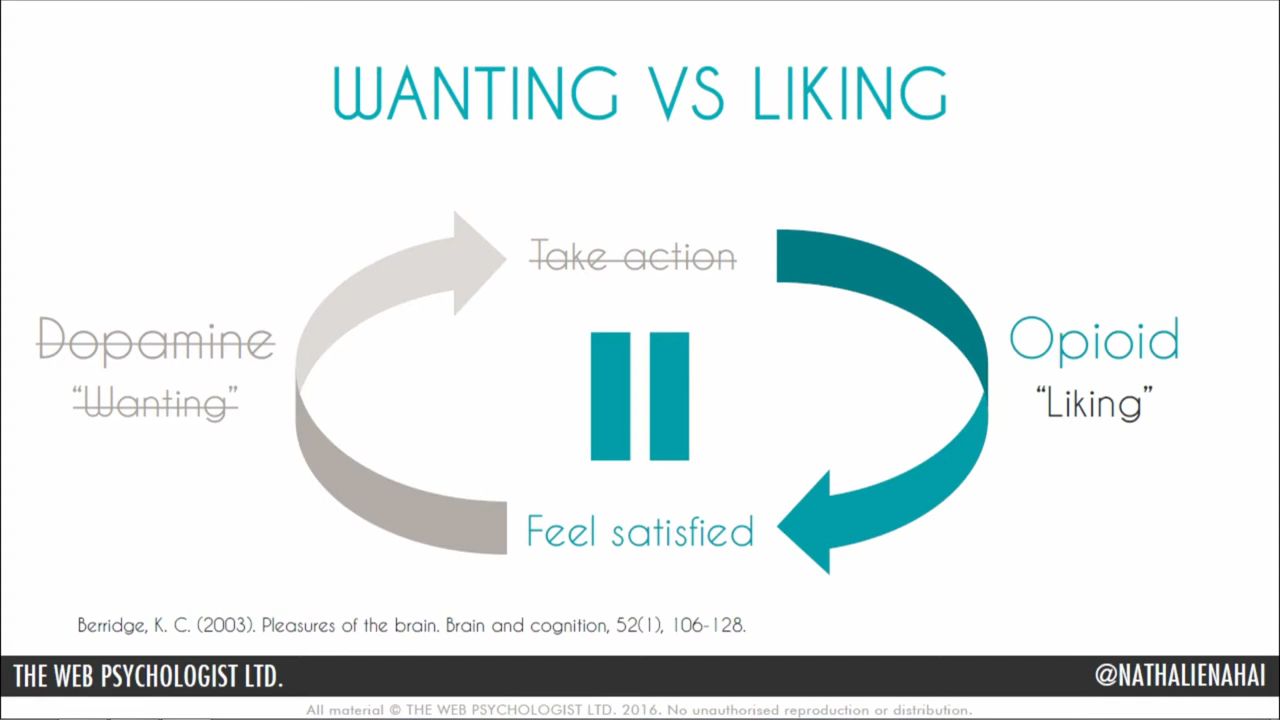 WANTING VS LIKING
Take action
Dopamine
"Wanting"
Opioid
"Liking"
Feel satisfied
Berridge, K. C. (2003). Pleasures of the brain. Brain and cognition, 52(1), 106-128.
THE WEB PSYCHOLOGIST LTD.
@NATHALIENAHAI
All material © THE WEB PSYCHOLOGIST LTD. 2016. No unauthorised reproduction or distribution.